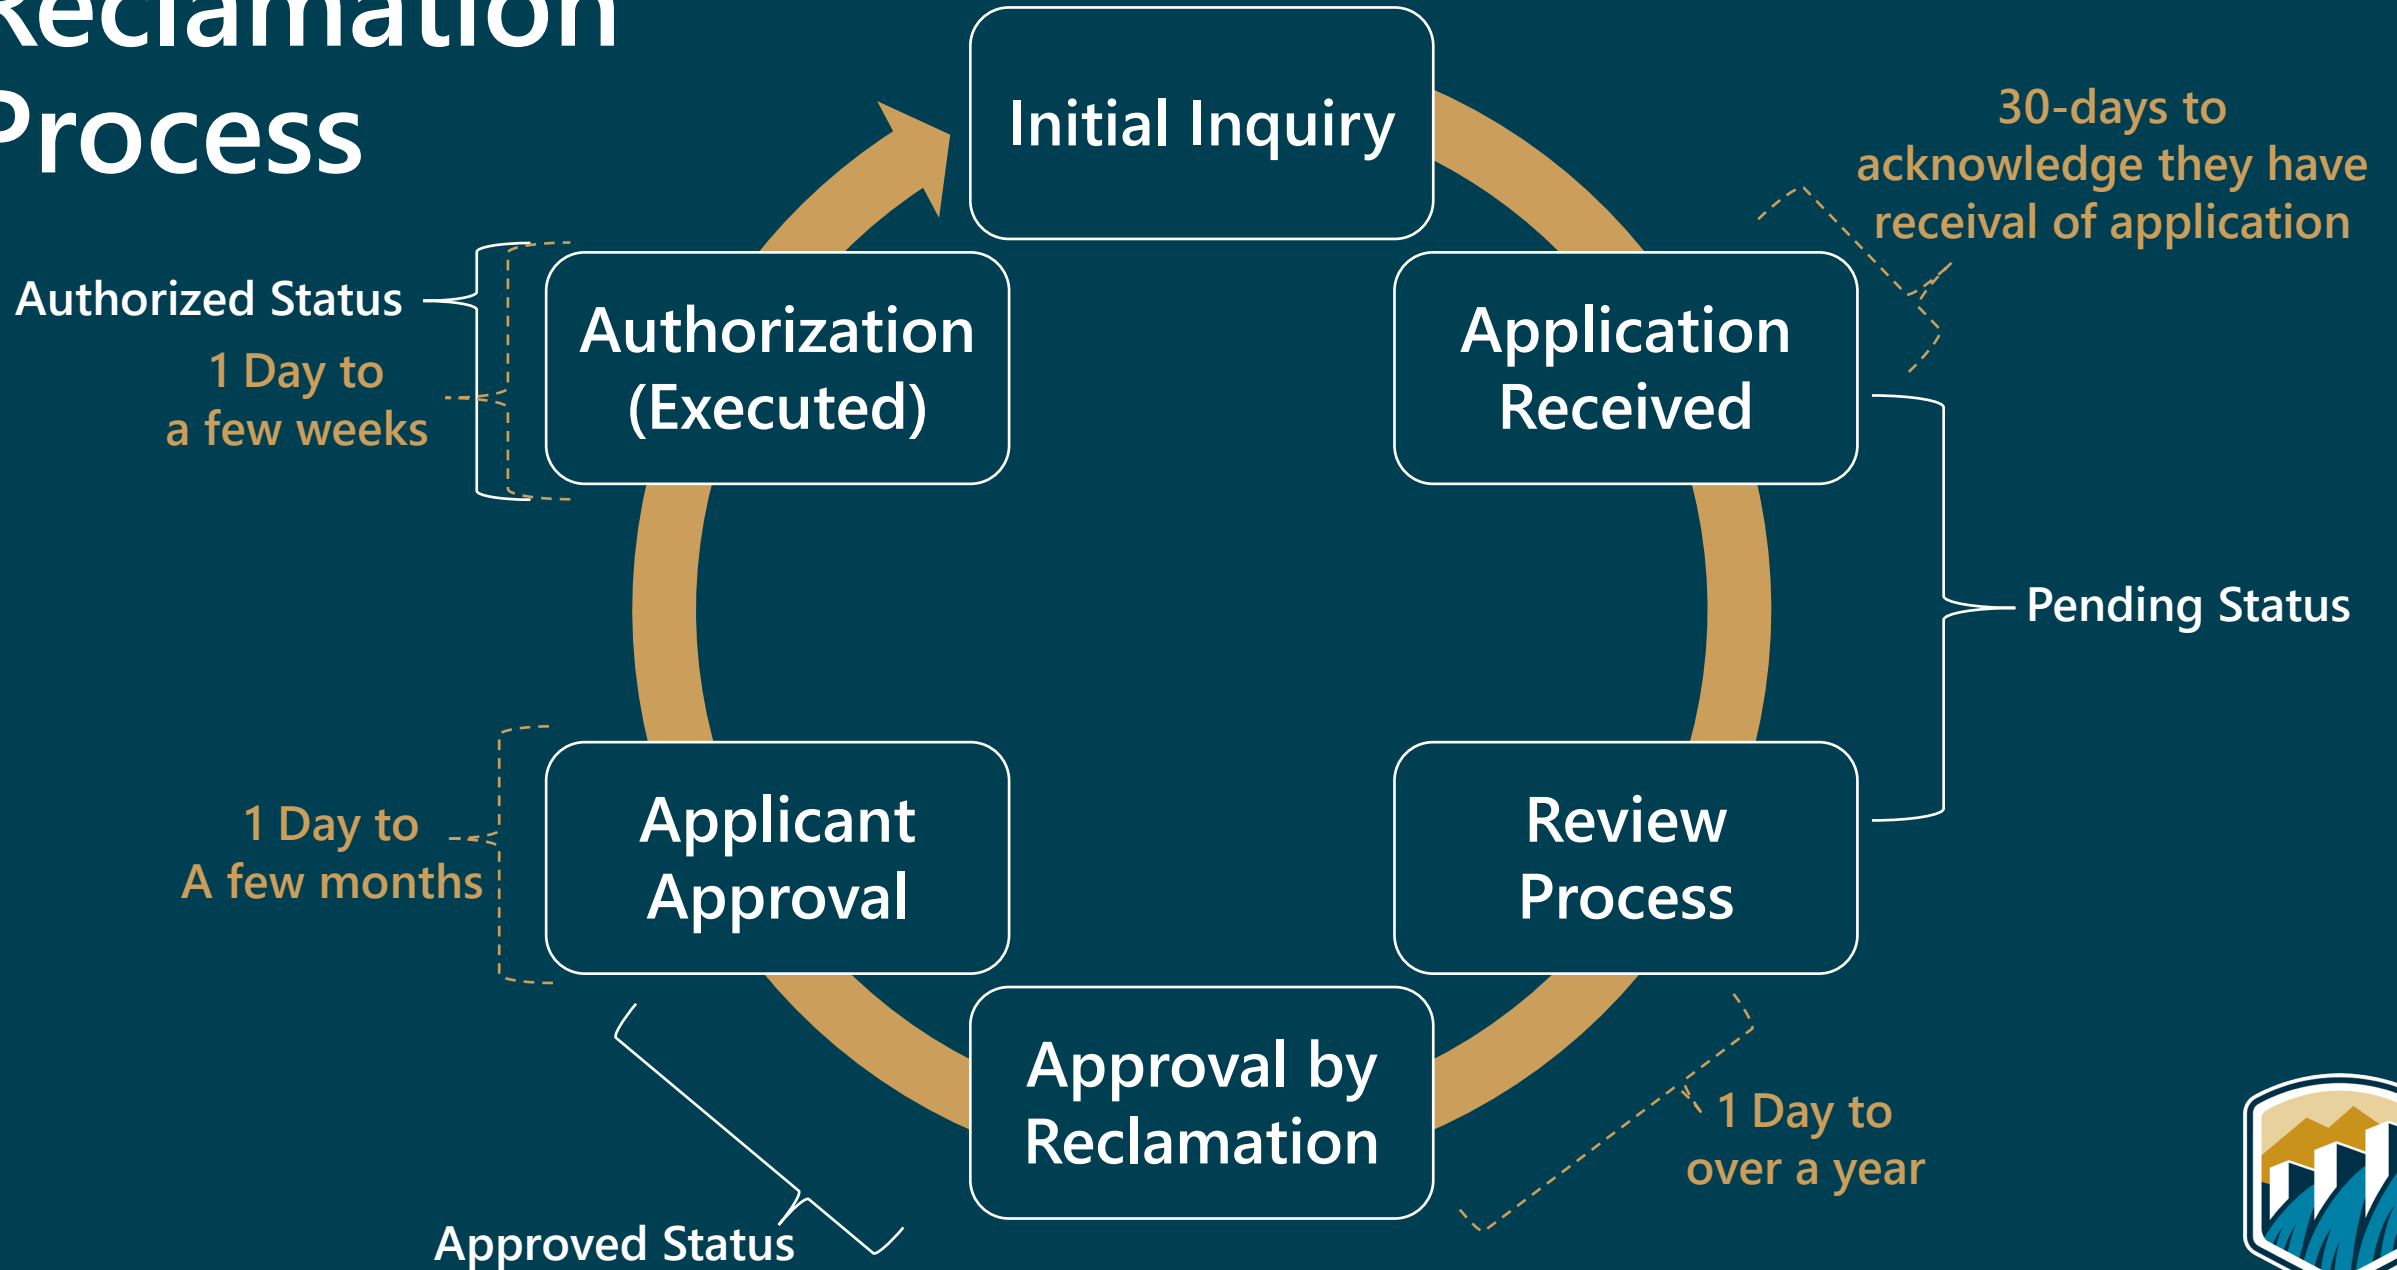 Reclamation
Process
Initial Inquiry
30-days to
acknowledge they have
receival of application
Application
Received
Pending Status
Review
Process
1 Day to
over a year
Approval by
Reclamation
Approved Status
Applicant
Approval
1 Day to
A few months
Authorization
(Executed)
Authorized Status
1 Day to
a few weeks